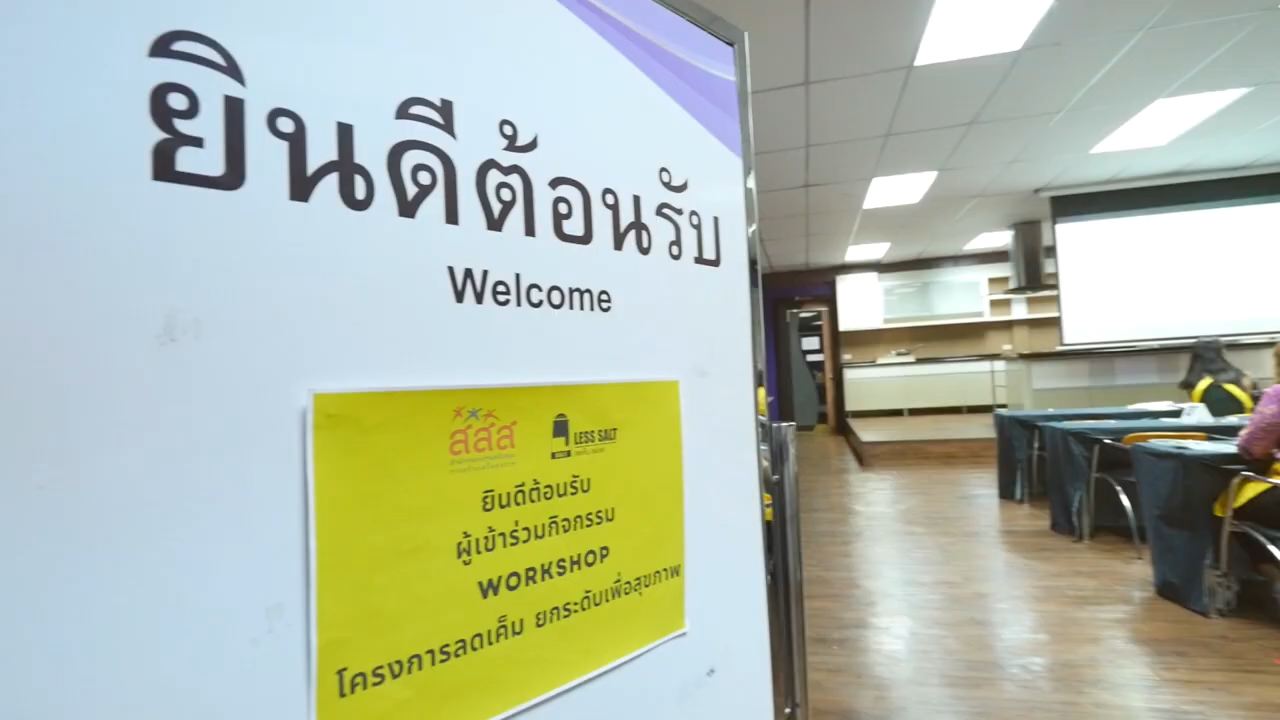 ยินดีต้อนรับ
Welcome
สสส
LESS SALT
ยินดีต้อนรับ
ผู้เข้าร่วมกิจกรรม
WORKSHOP
โครงการลดเค็ม ยกระดับเพื่อสุขภาพ